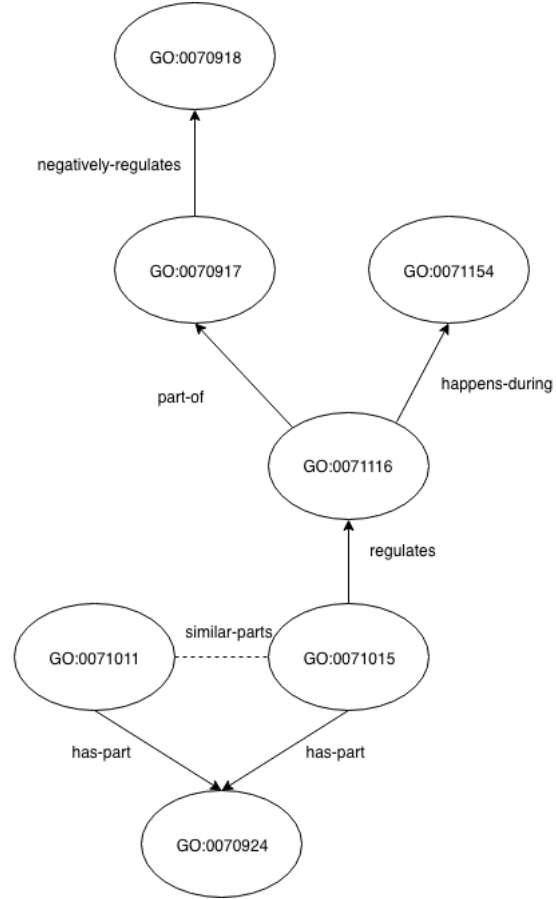 GO:0070918
negatively-regulates
GO:0070917
GO:0071154
part-of
happens-during
GO:0071116
regulates
similar-parts
GO:0071011
GO:0071015
has-part
has-part
GO:0070924